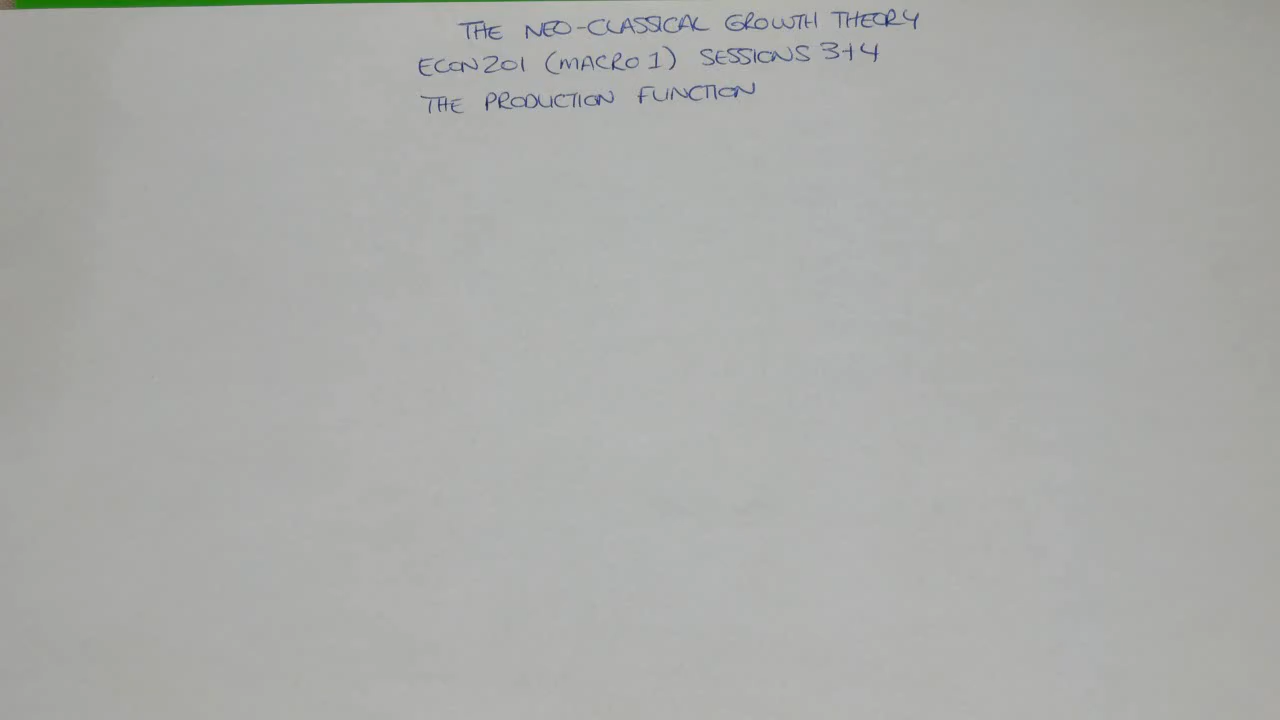 THE NEO-CLASSICAL GROWTH THEORY
ECON201 (MACRO 1) SESSIONS 3+4
THE PRODUCTION FUNCTION